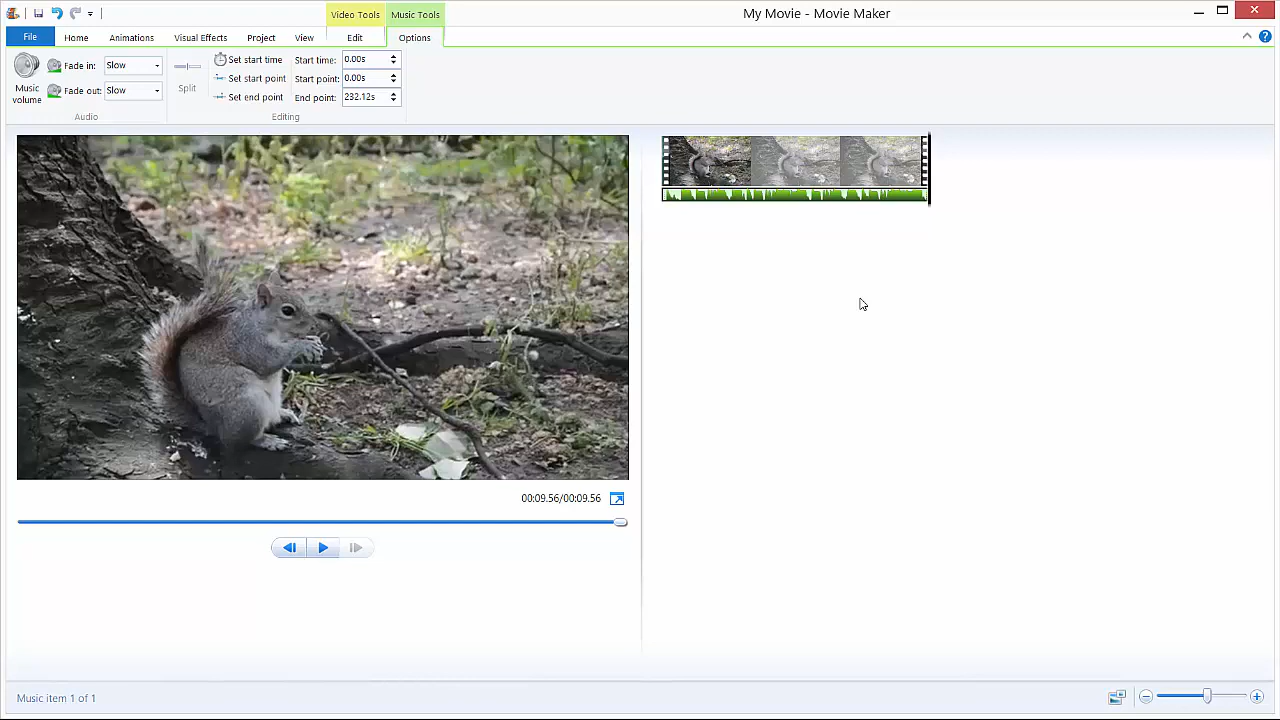 Video Tools Music Tools My Movie - Movie Maker
File Home Animations Visual Effects Project View Edit Options
Music volume
Fade in: Slow
Fade out: Slow
Audio
Split
Set start time
Set start point
Set end point
Start time: 0.00s
Start point: 0.00s
End point: 232.12s
Editing
00:09.56/00:09.56
Music item 1 of 1